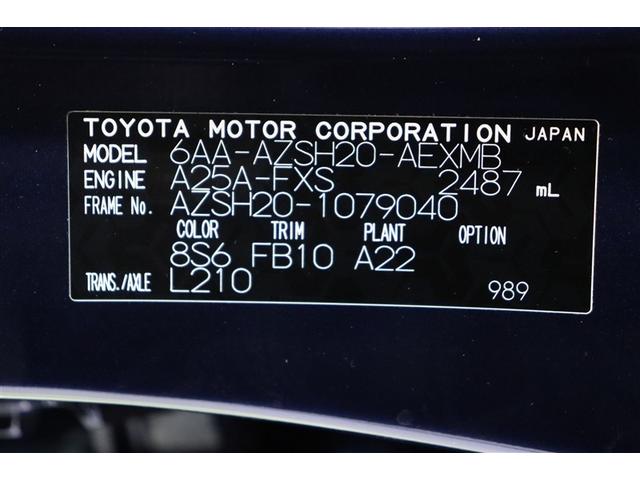 TOYOTA MOTOR CORPORATION JAPAN
MODEL 6AA-AZSH20-AEXMB
ENGINE A25A-FXS 2487 mL
FRAME No. AZSH20-1079040
COLOR TRIM PLANT OPTION
8S6 FB10 A22
TRANS./AXLE L210 989